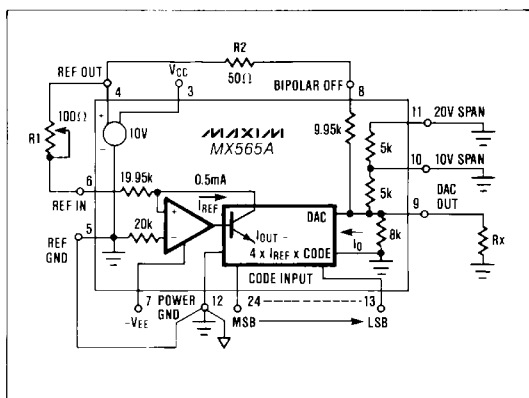 R2
50Ω
REF OUT
4
VCC
3
BIPOLAR OFF
8
11
20V SPAN
100Ω
R1
+
10V
-
MAXIM
MX565A
9.95k
5k
10
10V SPAN
6
REF IN
19.95k
0.5mA
IREF
5k
DAC
9
DAC OUT
5
REF GND
20k
+
-
IOUT -
4 x IREF x CODE
IO
8k
RX
CODE INPUT
7
-VEE
POWER GND
12
24
MSB
13
LSB